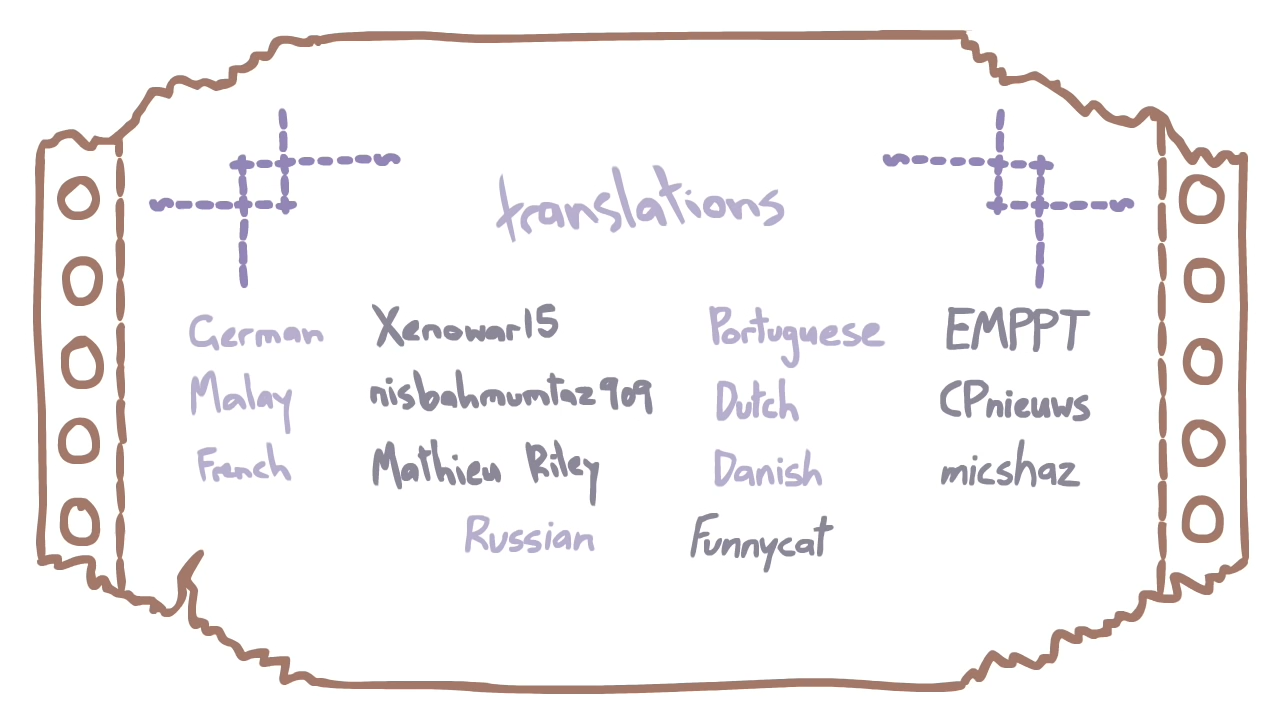 translations
German Xenowar15 Portuguese EMPPT
Malay nisbahmumtaz909 Dutch CPnieuws
French Mathieu Riley Danish micshaz
Russian Funnycat